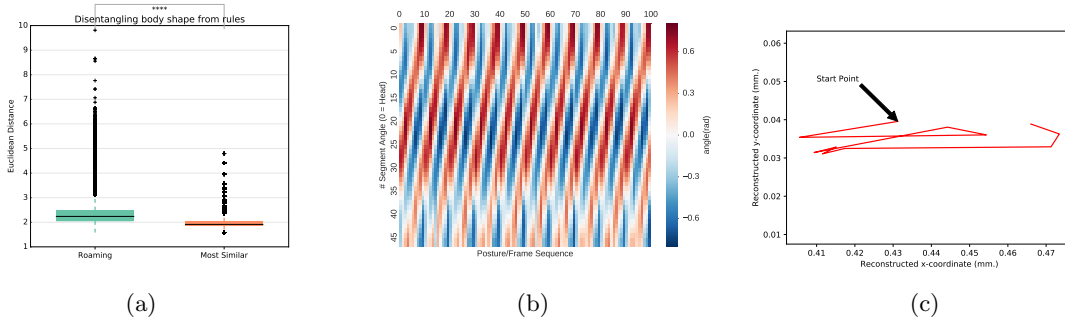 Disentangling body shape from rules
****
Euclidean Distance
10
9
8
7
6
5
4
3
2
1
Roaming
Most Similar
(a)
0 10 20 30 40 50 60 70 80 90 100
# Segment Angle (0 = Head)
0
5
10
15
20
25
30
35
40
45
Posture/Frame Sequence
0.6
0.3
0.0
−0.3
−0.6
angle(rad)
(b)
Reconstructed y-coordinate (mm.)
0.06
0.05
0.04
0.03
0.02
0.01
Start Point
0.41 0.42 0.43 0.44 0.45 0.46 0.47
Reconstructed x-coordinate (mm.)
(c)